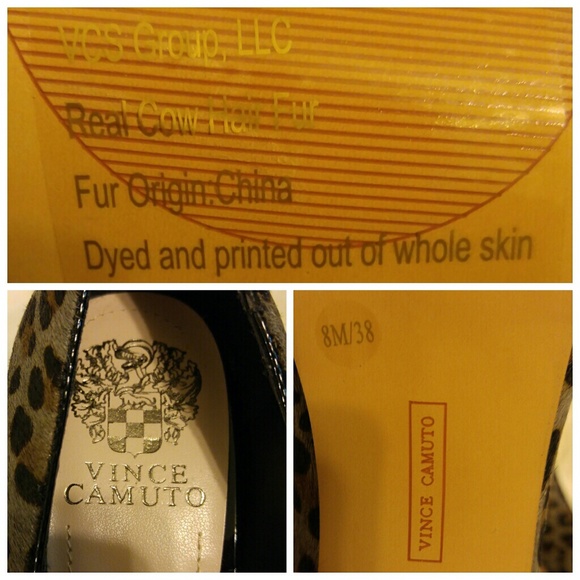 VCS Group, LLC
Real Cow Hair Fur
Fur Origin:China
Dyed and printed out of whole skin
VINCE
CAMUTO
8M/38
VINCE CAMUTO